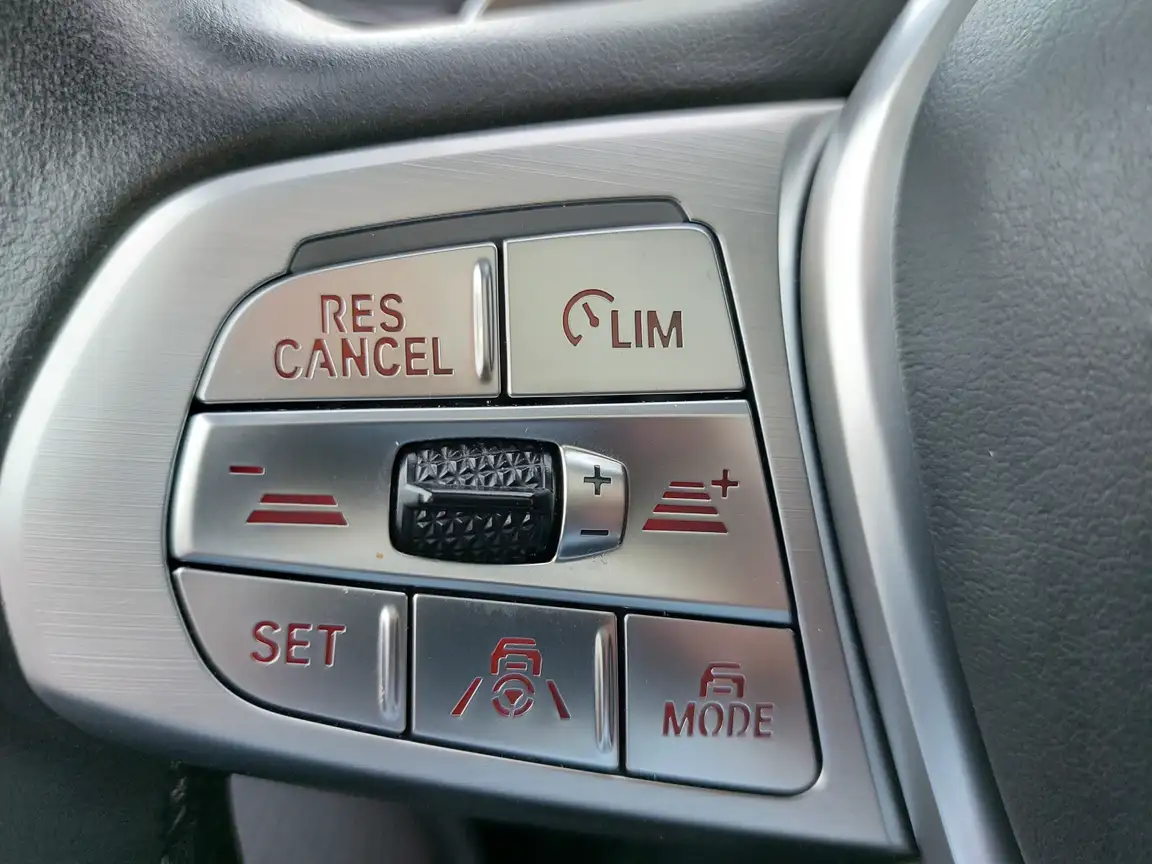 RES
CANCEL
LIM
-
+
+
-
SET
MODE